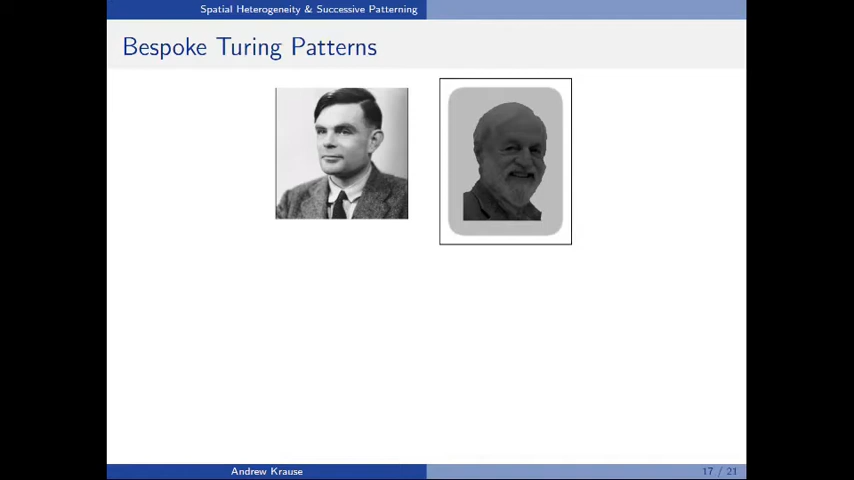 Spatial Heterogeneity & Successive Patterning
Bespoke Turing Patterns
Andrew Krause
17 / 21